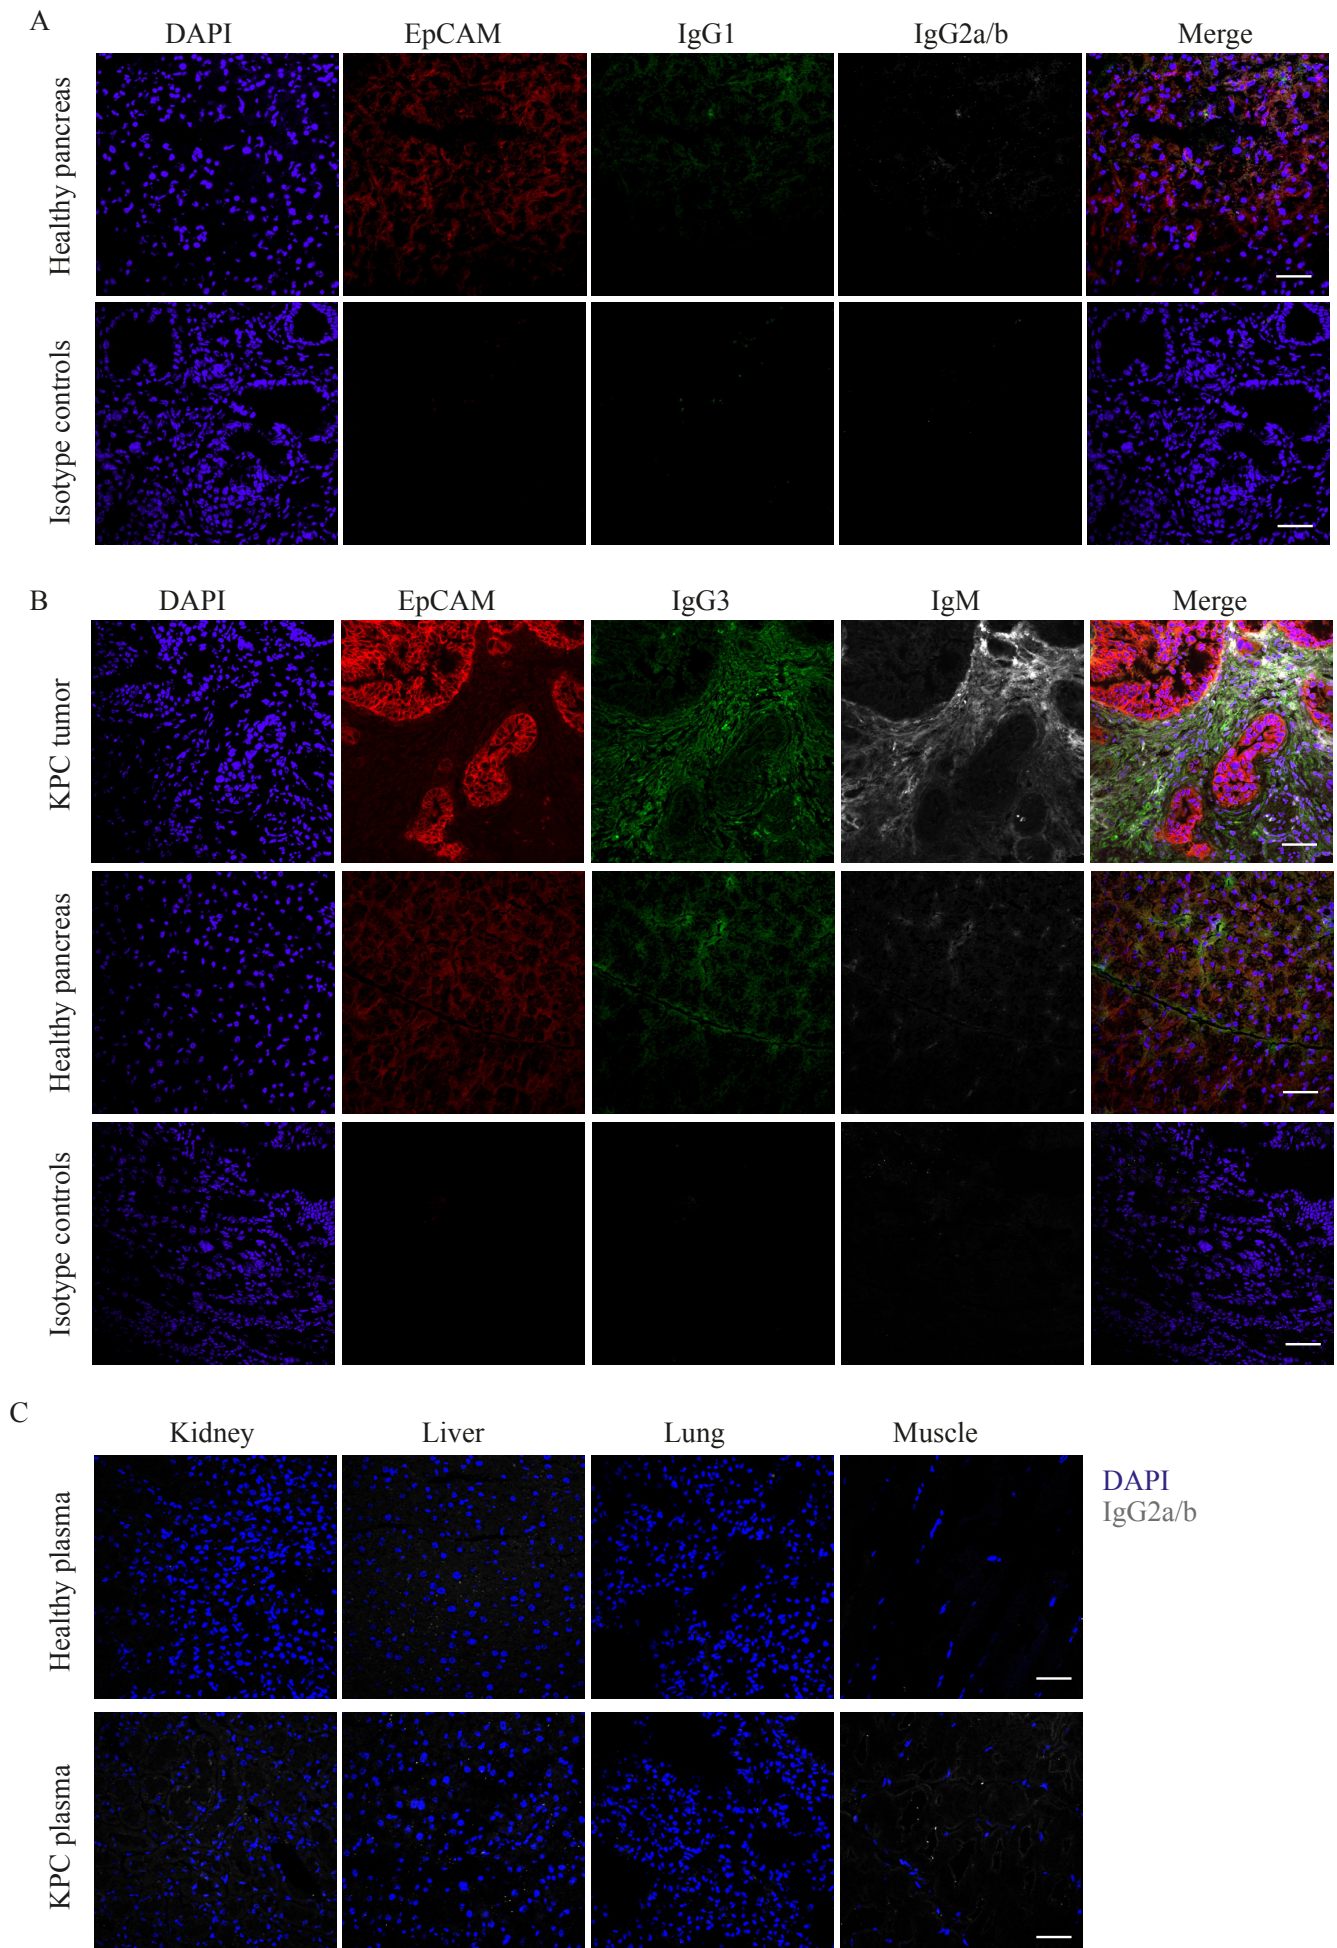 A
DAPI EpCAM IgG1 IgG2a/b Merge
Healthy pancreas
Isotype controls
B
DAPI EpCAM IgG3 IgM Merge
KPC tumor
Healthy pancreas
Isotype controls
C
Kidney Liver Lung Muscle
Healthy plasma
DAPI
IgG2a/b
KPC plasma